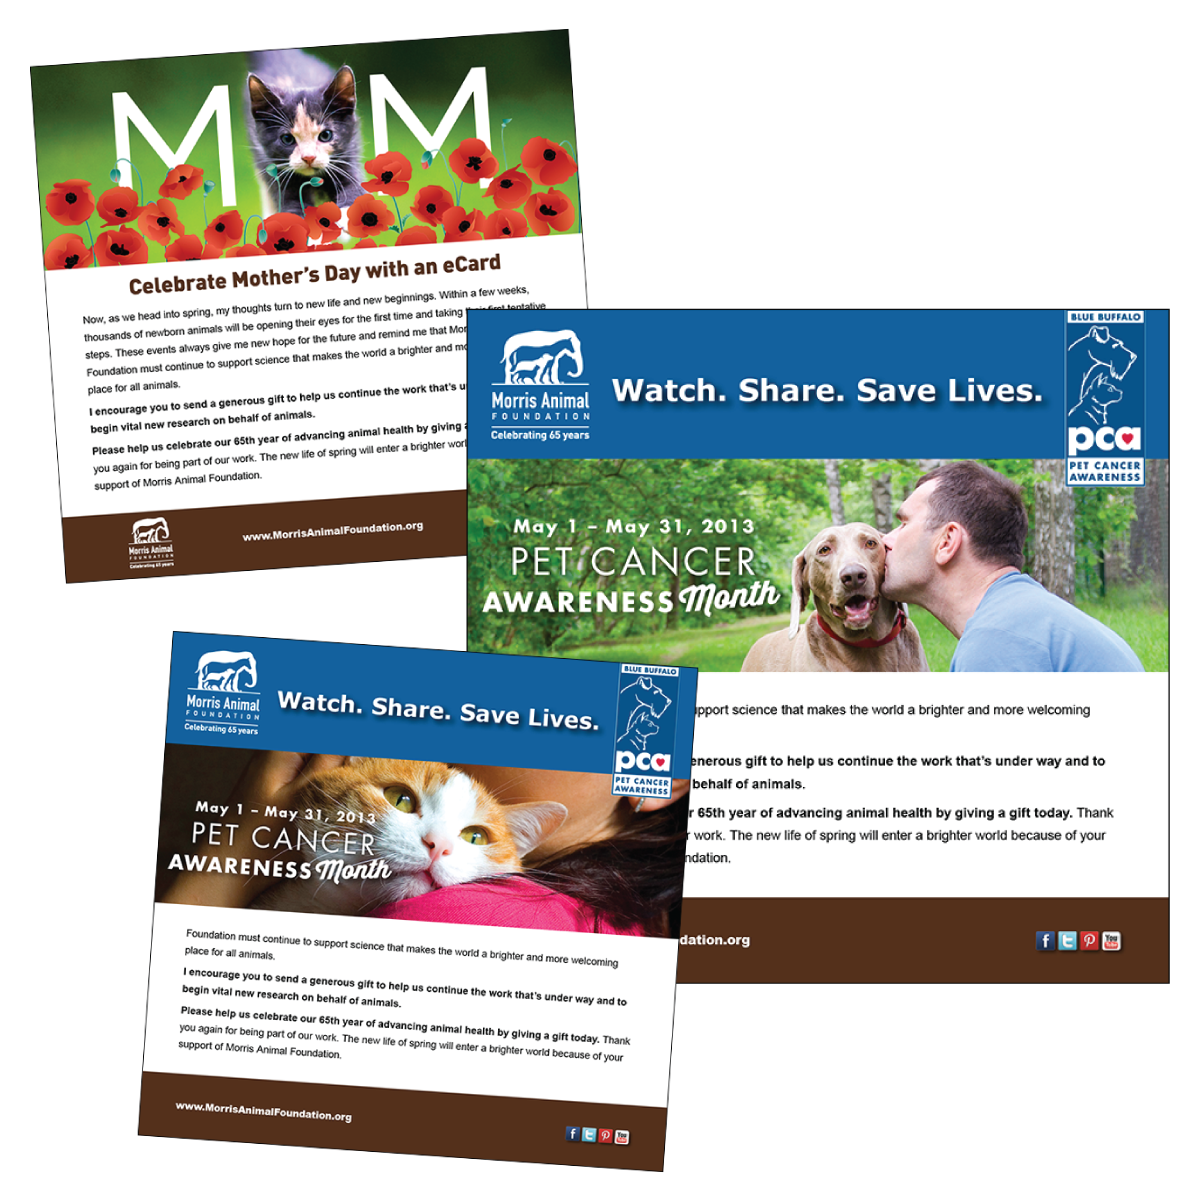 M M
Celebrate Mother's Day with an eCard
Now, as we head into spring, my thoughts turn to new life and new beginnings. Within a few weeks,
thousands of newborn animals will be opening their eyes for the first time and taking their first tentative
steps. These events always give me new hope for the future and remind me that Mor
Foundation must continue to support science that makes the world a brighter and mo
place for all animals.
I encourage you to send a generous gift to help us continue the work that's u
begin vital new research on behalf of animals.
Please help us celebrate our 65th year of advancing animal health by giving a
you again for being part of our work. The new life of spring will enter a brighter worl
support of Morris Animal Foundation.
Morris Animal
FOUNDATION
Celebrating 65 years
www.MorrisAnimalFoundation.org
Morris Animal
FOUNDATION
Celebrating 65 years
Watch. Share. Save Lives.
BLUE BUFFALO
pca
PET CANCER
AWARENESS
May 1 – May 31, 2013
PET CANCER
AWARENESS Month
upport science that makes the world a brighter and more welcoming
enerous gift to help us continue the work that's under way and to
behalf of animals.
r 65th year of advancing animal health by giving a gift today. Thank
r work. The new life of spring will enter a brighter world because of your
ndation.
dation.org
f t P You Tube
Morris Animal
FOUNDATION
Celebrating 65 years
Watch. Share. Save Lives.
BLUE BUFFALO
pca
PET CANCER
AWARENESS
May 1 – May 31, 2013
PET CANCER
AWARENESS Month
Foundation must continue to support science that makes the world a brighter and more welcoming
place for all animals.
I encourage you to send a generous gift to help us continue the work that's under way and to
begin vital new research on behalf of animals.
Please help us celebrate our 65th year of advancing animal health by giving a gift today. Thank
you again for being part of our work. The new life of spring will enter a brighter world because of your
support of Morris Animal Foundation.
www.MorrisAnimalFoundation.org
f t P You Tube